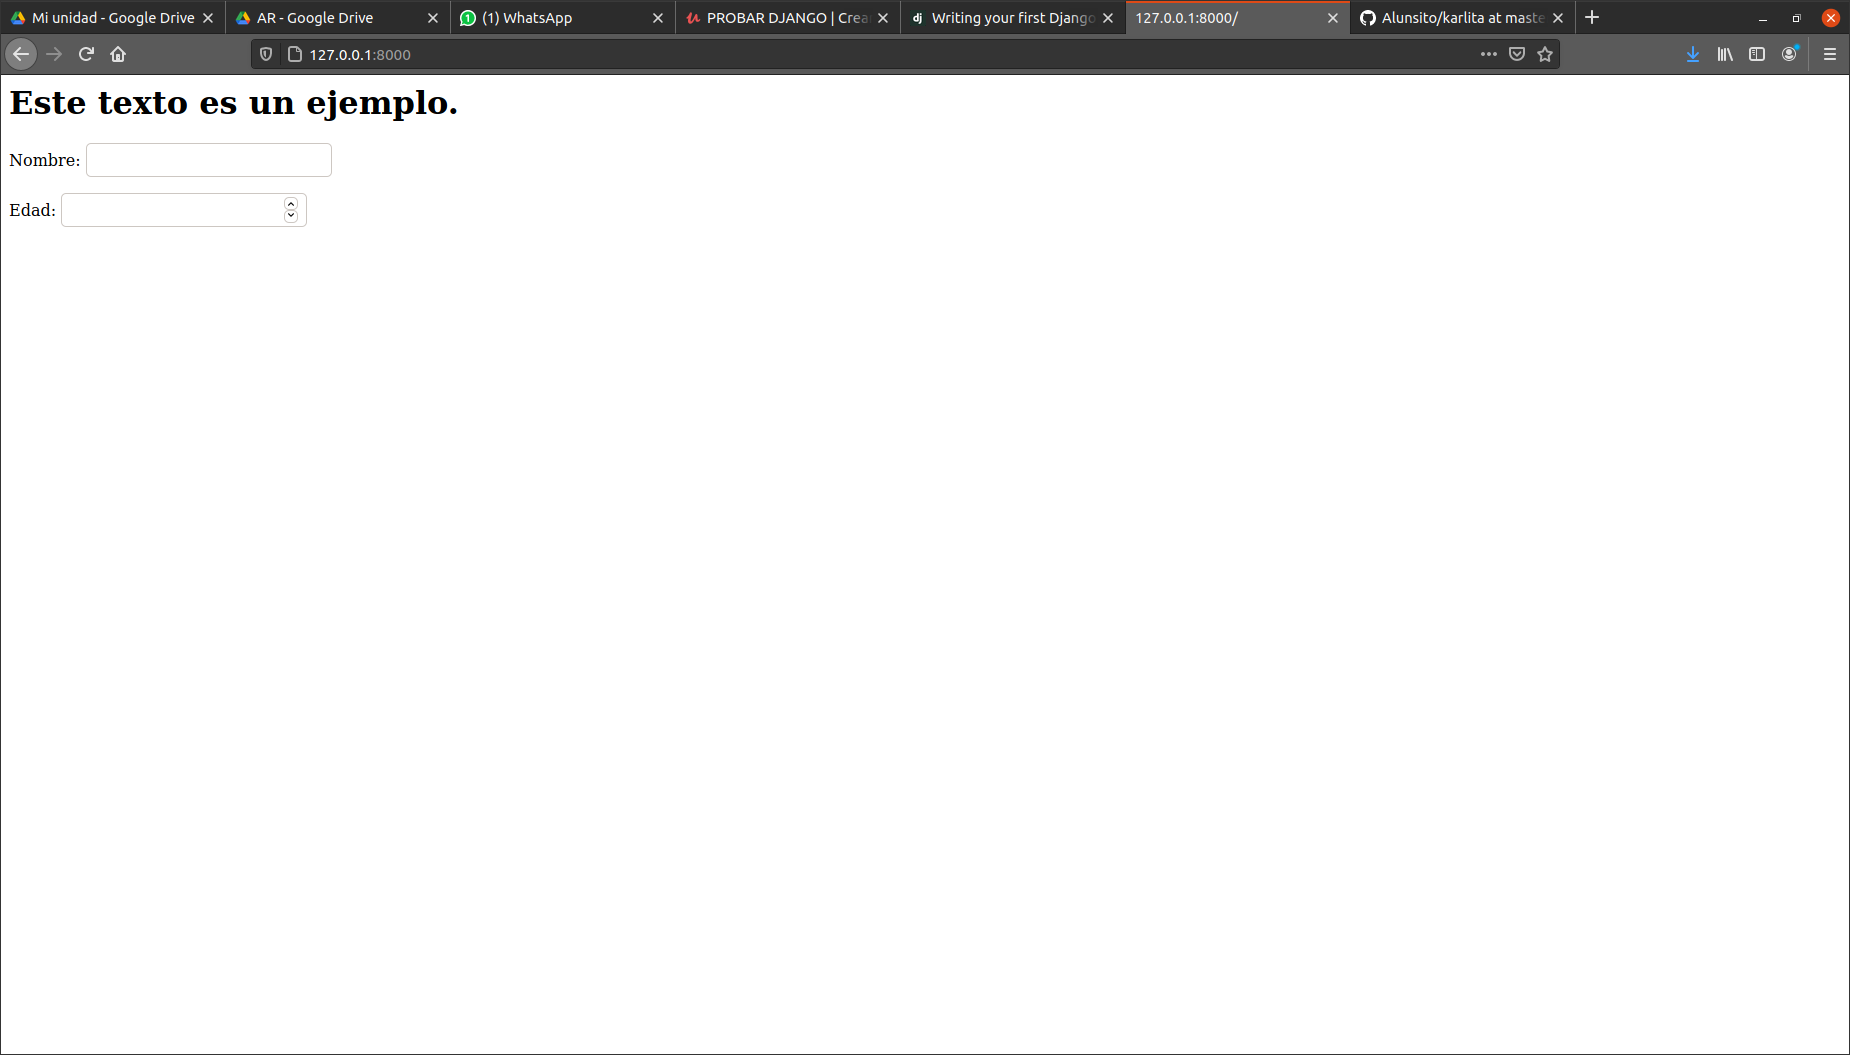 Mi unidad - Google Drive
AR - Google Drive
(1) WhatsApp
PROBAR DJANGO | Crea
Writing your first Django
127.0.0.1:8000/
Alunsito/karlita at maste
127.0.0.1:8000
Este texto es un ejemplo.
Nombre:
Edad: